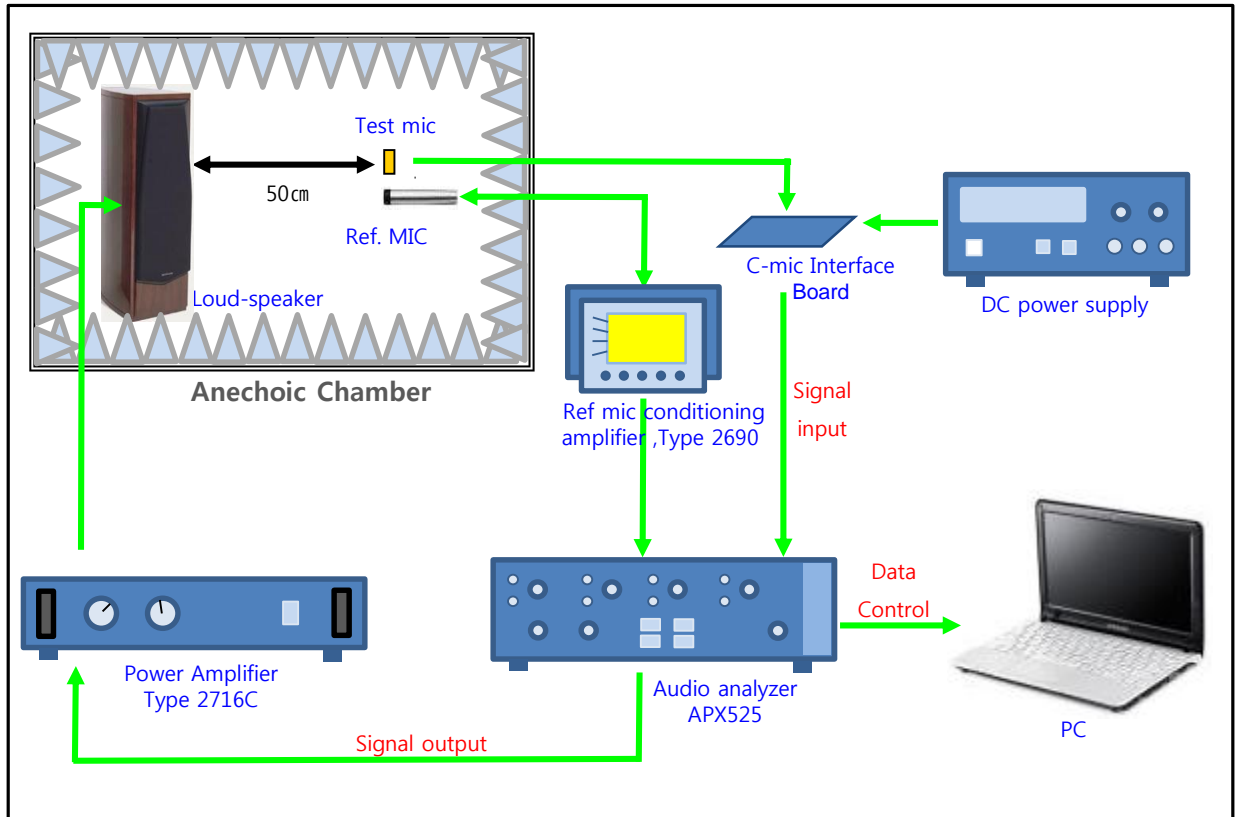 Test mic
50㎝
Ref. MIC
Loud-speaker
Anechoic Chamber
C-mic Interface
Board
DC power supply
Ref mic conditioning
amplifier ,Type 2690
Signal
input
Data
Control
Power Amplifier
Type 2716C
Audio analyzer
APX525
PC
Signal output